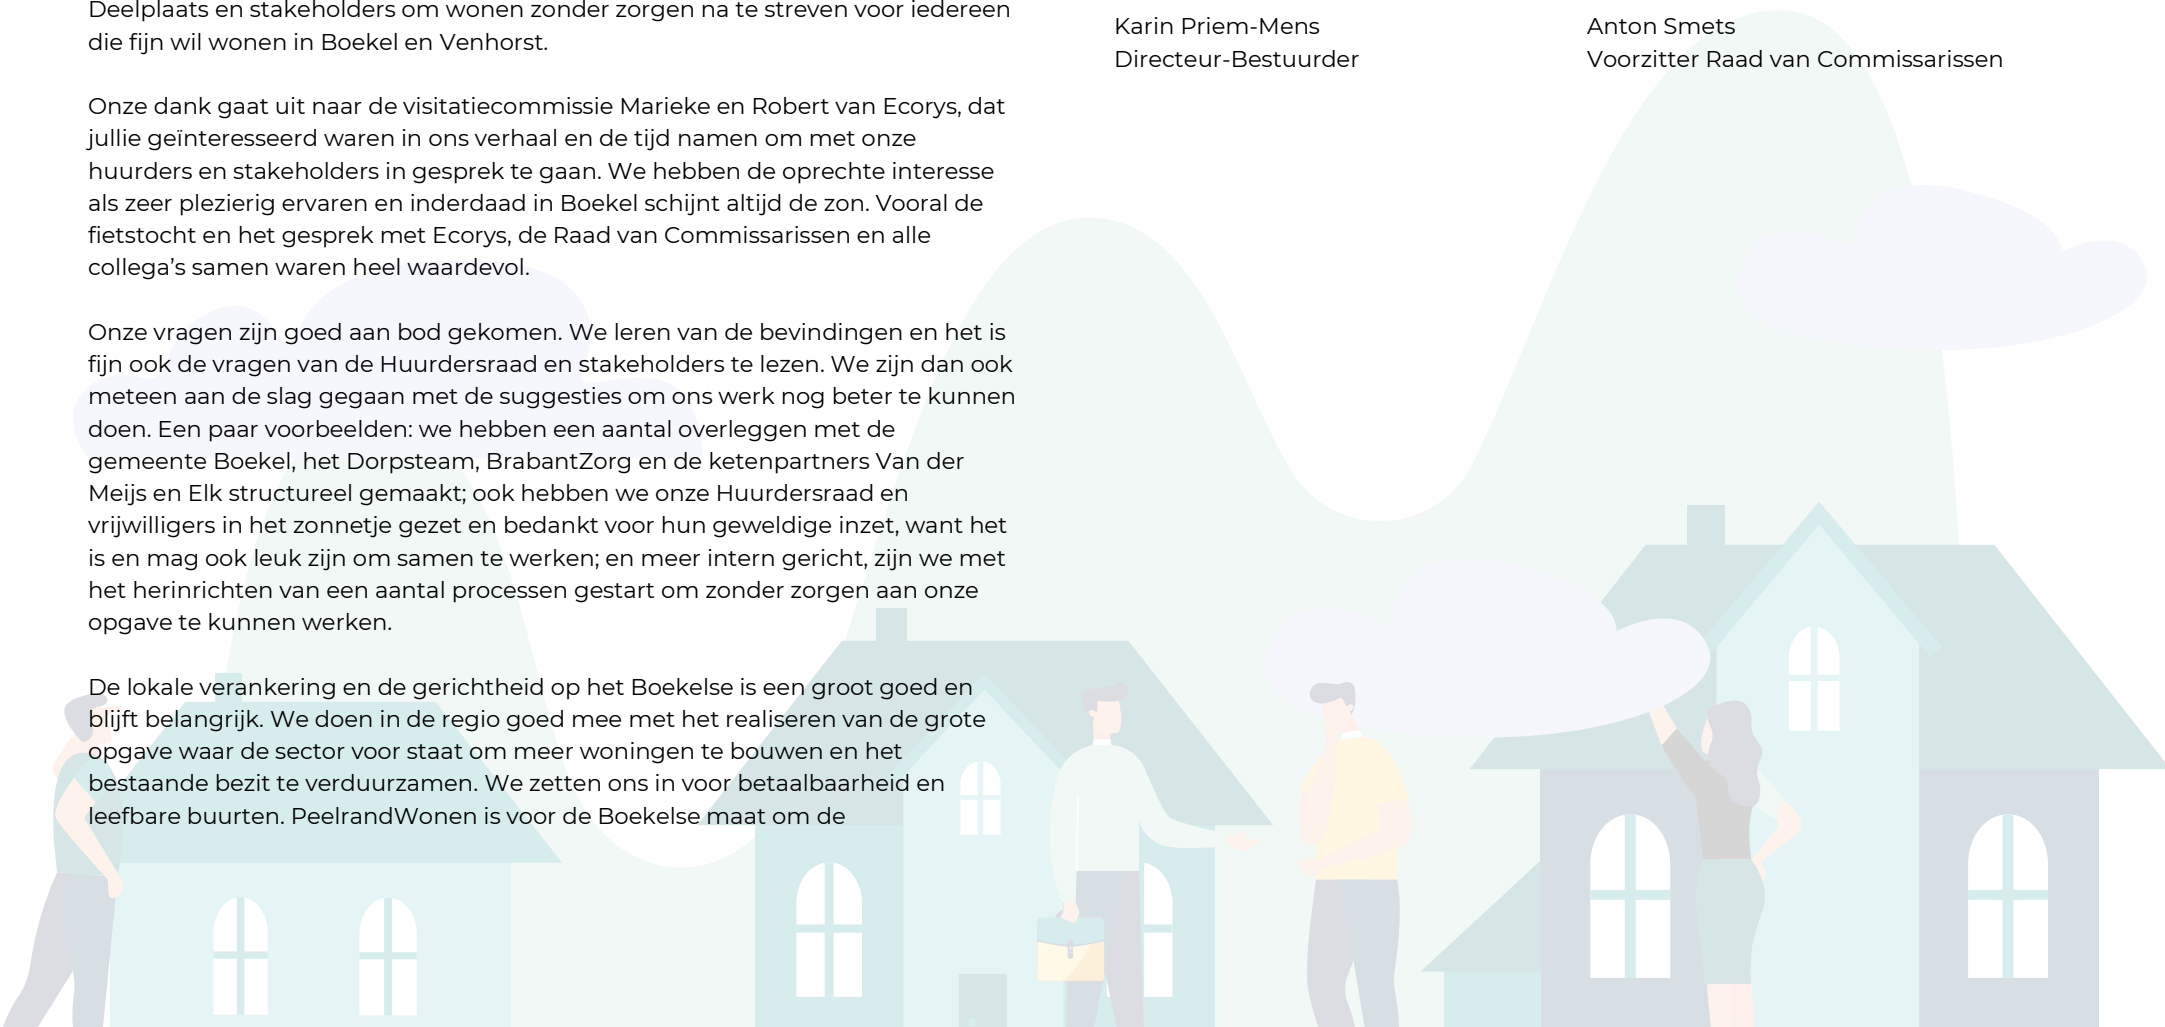 Deelplaats en stakeholders om wonen zonder zorgen na te streven voor iedereen
die fijn wil wonen in Boekel en Venhorst.
Onze dank gaat uit naar de visitatiecommissie Marieke en Robert van Ecorys, dat
jullie geïnteresseerd waren in ons verhaal en de tijd namen om met onze
huurders en stakeholders in gesprek te gaan. We hebben de oprechte interesse
als zeer plezierig ervaren en inderdaad in Boekel schijnt altijd de zon. Vooral de
fietstocht en het gesprek met Ecorys, de Raad van Commissarissen en alle
collega’s samen waren heel waardevol.
Onze vragen zijn goed aan bod gekomen. We leren van de bevindingen en het is
fijn ook de vragen van de Huurdersraad en stakeholders te lezen. We zijn dan ook
meteen aan de slag gegaan met de suggesties om ons werk nog beter te kunnen
doen. Een paar voorbeelden: we hebben een aantal overleggen met de
gemeente Boekel, het Dorpsteam, BrabantZorg en de ketenpartners Van der
Meijs en Elk structureel gemaakt; ook hebben we onze Huurdersraad en
vrijwilligers in het zonnetje gezet en bedankt voor hun geweldige inzet, want het
is en mag ook leuk zijn om samen te werken; en meer intern gericht, zijn we met
het herinrichten van een aantal processen gestart om zonder zorgen aan onze
opgave te kunnen werken.
De lokale verankering en de gerichtheid op het Boekelse is een groot goed en
blijft belangrijk. We doen in de regio goed mee met het realiseren van de grote
opgave waar de sector voor staat om meer woningen te bouwen en het
bestaande bezit te verduurzamen. We zetten ons in voor betaalbaarheid en
leefbare buurten. PeelrandWonen is voor de Boekelse maat om de
Karin Priem-Mens
Directeur-Bestuurder
Anton Smets
Voorzitter Raad van Commissarissen